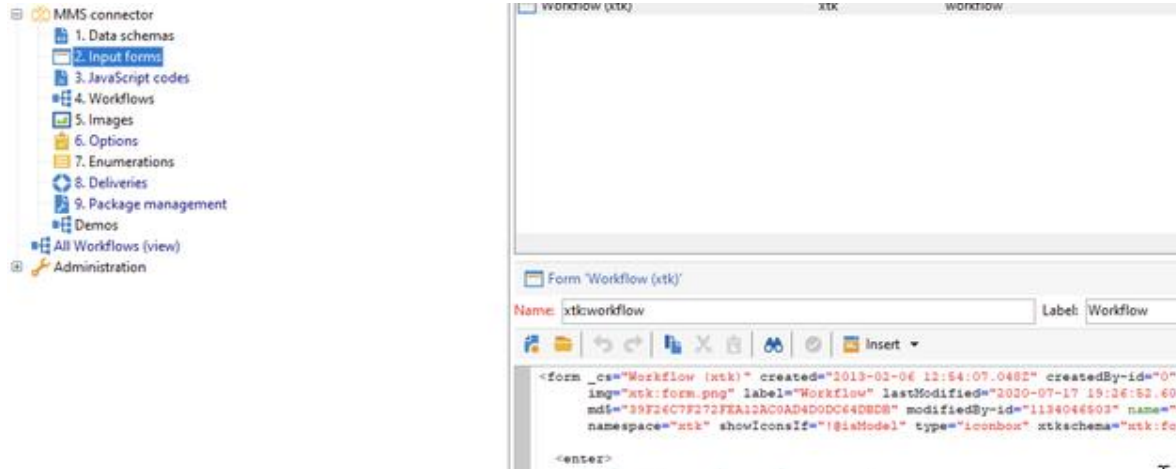 MMS connector
1. Data schemas
2. Input forms
3. JavaScript codes
4. Workflows
5. Images
6. Options
7. Enumerations
8. Deliveries
9. Package management
Demos
All Workflows (view)
Administration
Workflow (xtk) xtk workflow
Form 'Workflow (xtk)'
Name: xtk:workflow Label: Workflow
Insert
<form _cs="Workflow (xtk)" created="2013-02-06 12:54:07.048Z" createdBy-id="0"
img="xtk:form.png" label="Workflow" lastModified="2020-07-17 19:26:52.60
md5="39F26C7F272FEA12AC0AD4D0DC64DBDB" modifiedBy-id="1134046503" name="
namespace="xtk" showIconsIf="!@isModel" type="iconbox" xtkschema="xtk:fo
<enter>